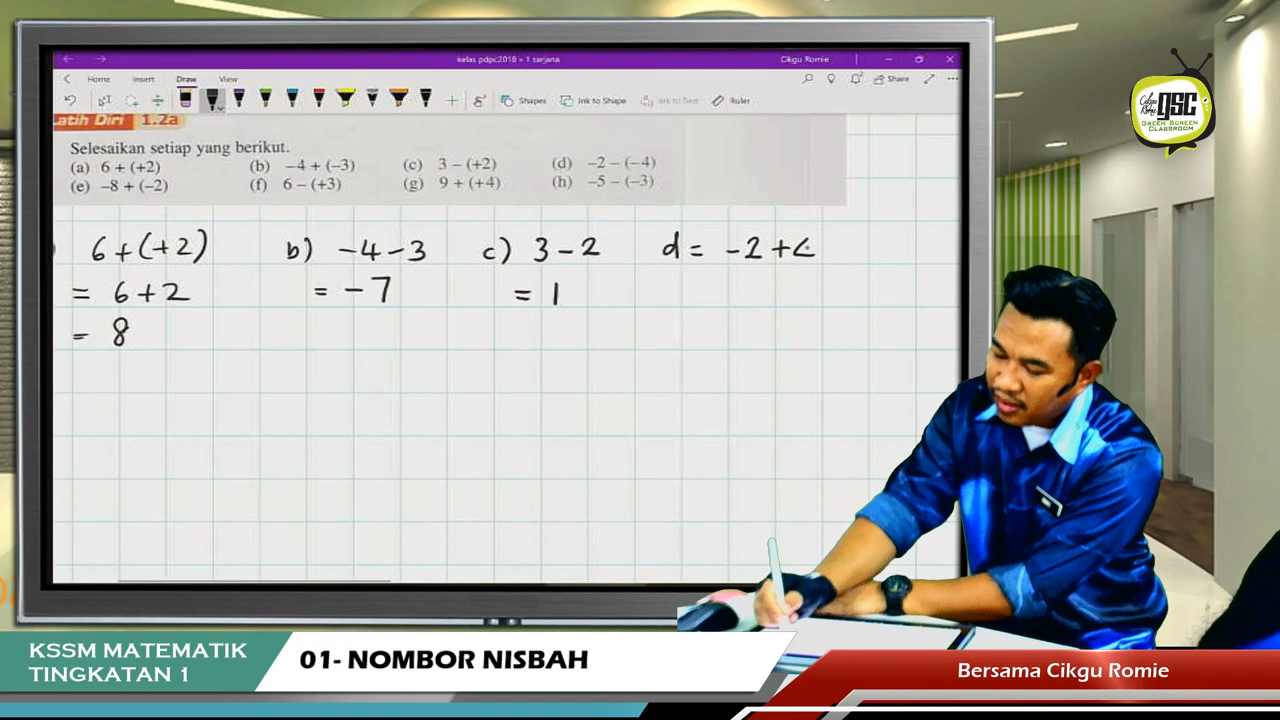 kelas pdpc2018 » 1 sarjana
Cikgu Romie
Home Insert Draw View
Share
Shapes Ink to Shape Ink to Text Ruler
atih Diri 1.2a
Selesaikan setiap yang berikut.
(a) 6 + (+2) (b) −4 + (−3) (c) 3 − (+2) (d) −2 − (−4)
(e) −8 + (−2) (f) 6 − (+3) (g) 9 + (+4) (h) −5 − (−3)
) 6+(+2) b) -4-3 c) 3-2 d= -2+
= 6+2 = -7 = 1
= 8
Cikgu Romie gsc
GREEN SCREEN
CLASSROOM
KSSM MATEMATIK
TINGKATAN 1
01- NOMBOR NISBAH
Bersama Cikgu Romie